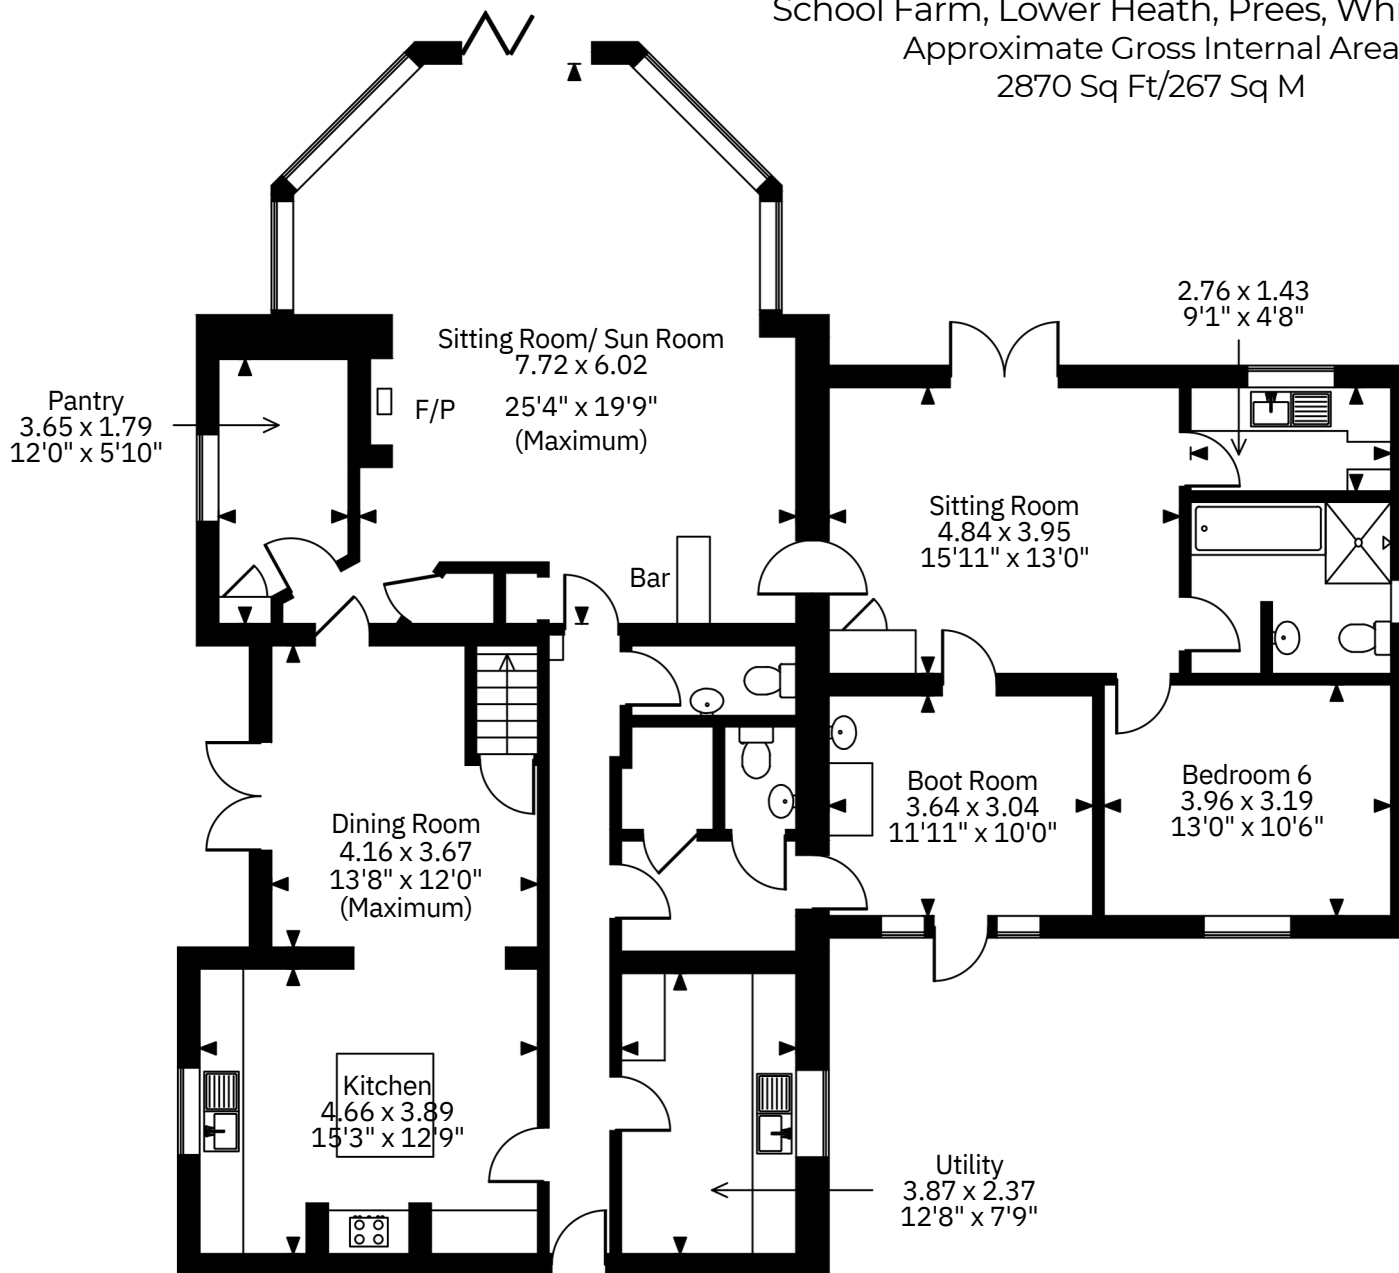 School Farm, Lower Heath, Prees,
Approximate Gross Internal Area
2870 Sq Ft/267 Sq M
2.76 x 1.43
9'1" x 4'8"
Sitting Room/ Sun Room
7.72 x 6.02
25'4" x 19'9"
(Maximum)
Pantry
3.65 x 1.79
12'0" x 5'10"
F/P
Sitting Room
4.84 x 3.95
15'11" x 13'0"
Bar
Boot Room
3.64 x 3.04
11'11" x 10'0"
Bedroom 6
3.96 x 3.19
13'0" x 10'6"
Dining Room
4.16 x 3.67
13'8" x 12'0"
(Maximum)
Kitchen
4.66 x 3.89
15'3" x 12'9"
Utility
3.87 x 2.37
12'8" x 7'9"